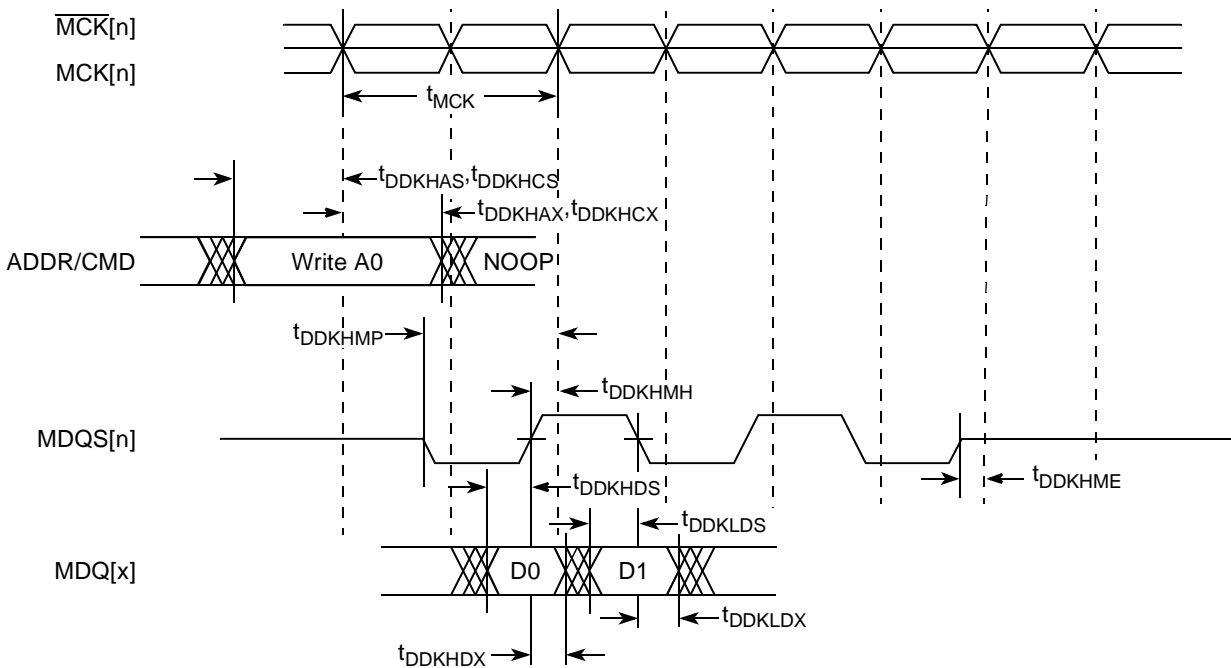 MCK[n]
MCK[n]
tMCK
tDDKHAS,tDDKHCS
tDDKHAX,tDDKHCX
ADDR/CMD
Write A0
NOOP
tDDKHMP
tDDKHMH
MDQS[n]
tDDKHDS
tDDKHME
tDDKLDS
MDQ[x]
D0
D1
tDDKLDX
tDDKHDX